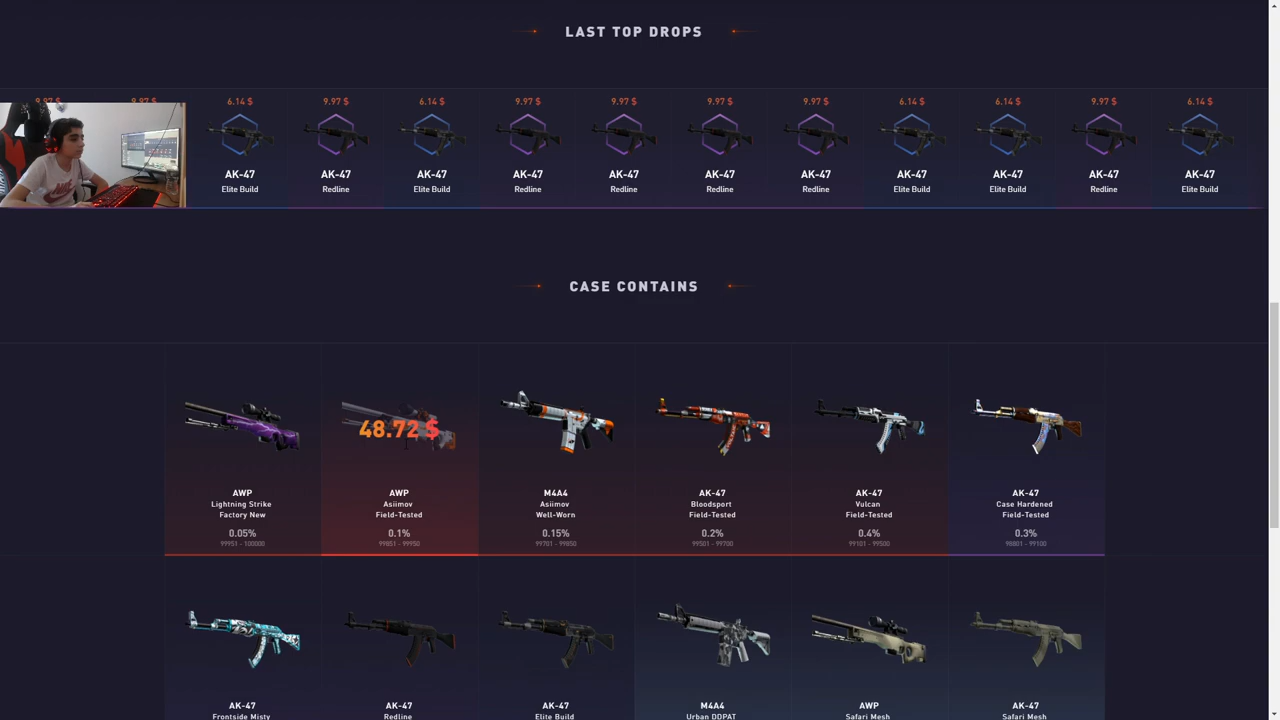 LAST TOP DROPS
9.97 $ 9.97 $ 6.14 $ 9.97 $ 6.14 $ 9.97 $ 9.97 $ 9.97 $ 9.97 $ 6.14 $ 6.14 $ 9.97 $ 6.14 $
AK-47 AK-47 AK-47 AK-47 AK-47 AK-47 AK-47 AK-47 AK-47 AK-47 AK-47
Elite Build Redline Elite Build Redline Redline Redline Redline Elite Build Elite Build Redline Elite Build
CASE CONTAINS
48.72 $
AWP AWP M4A4 AK-47 AK-47 AK-47
Lightning Strike Asiimov Asiimov Bloodsport Vulcan Case Hardened
Factory New Field-Tested Well-Worn Field-Tested Field-Tested Field-Tested
0.05% 0.1% 0.15% 0.2% 0.4% 0.3%
99951 - 100000 99851 - 99950 99701 - 99850 99501 - 99700 99101 - 99500 98801 - 99100
AK-47 AK-47 AK-47 M4A4 AWP AK-47
Frontside Misty Redline Elite Build Urban DDPAT Safari Mesh Safari Mesh